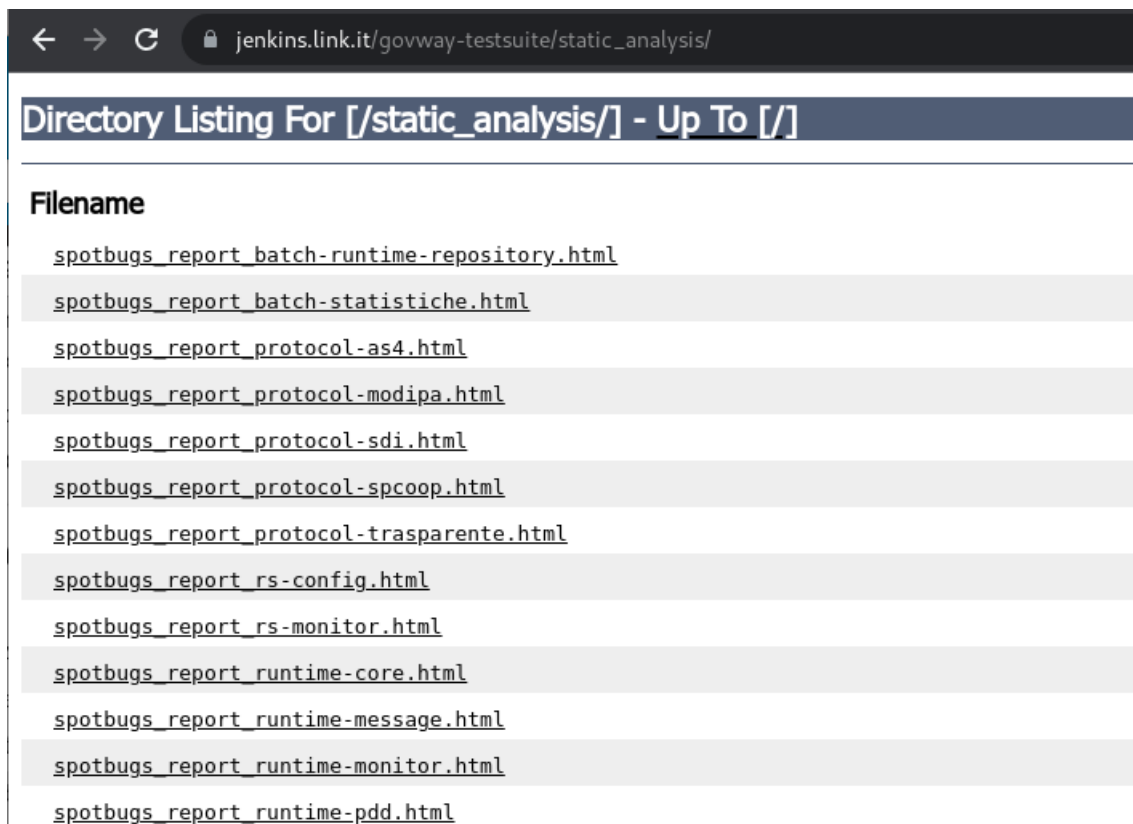 jenkins.link.it/govway-testsuite/static_analysis/
Directory Listing For [/static_analysis/] - Up To [/]
Filename
spotbugs_report_batch-runtime-repository.html
spotbugs_report_batch-statistiche.html
spotbugs_report_protocol-as4.html
spotbugs_report_protocol-modipa.html
spotbugs_report_protocol-sdi.html
spotbugs_report_protocol-spcoop.html
spotbugs_report_protocol-trasparente.html
spotbugs_report_rs-config.html
spotbugs_report_rs-monitor.html
spotbugs_report_runtime-core.html
spotbugs_report_runtime-message.html
spotbugs_report_runtime-monitor.html
spotbugs_report_runtime-pdd.html